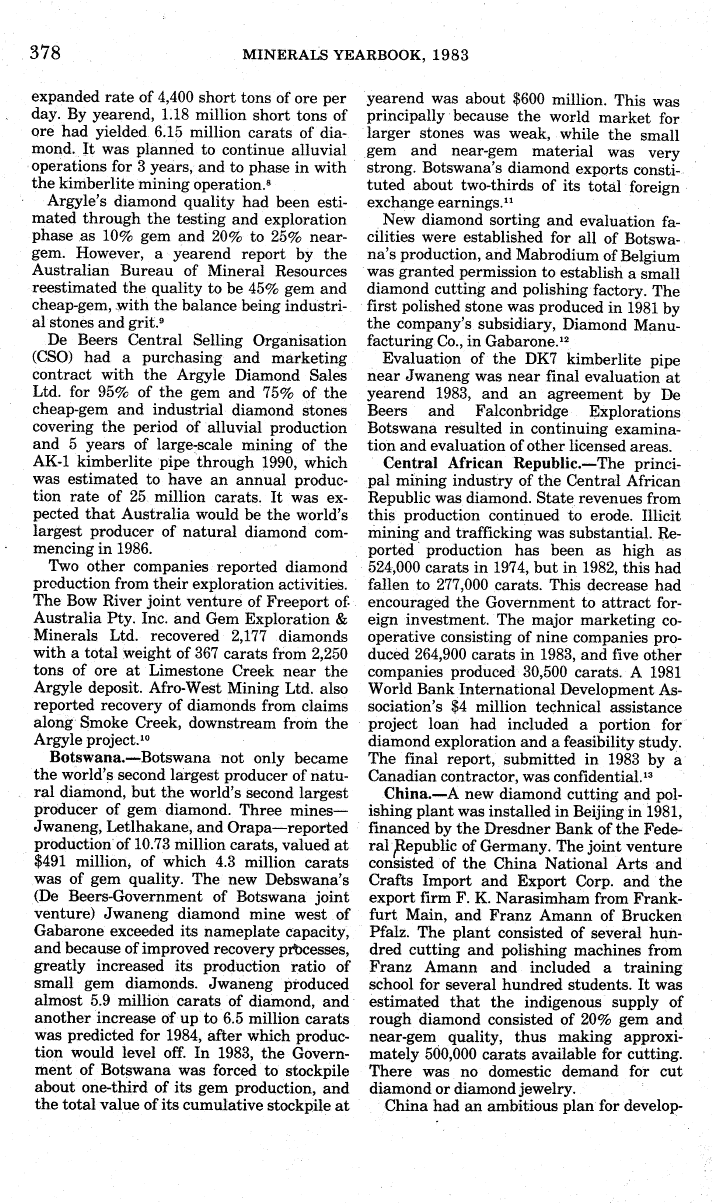 378
MINERALS YEARBOOK, 1983
expanded rate of 4,400 short tons of ore per
day. By yearend, 1.18 million short tons of
ore had yielded 6.15 million carats of dia-
mond. It was planned to continue alluvial
operations for 3 years, and to phase in with
the kimberlite mining operation.⁸
Argyle's diamond quality had been esti-
mated through the testing and exploration
phase as 10% gem and 20% to 25% near-
gem. However, a yearend report by the
Australian Bureau of Mineral Resources
reestimated the quality to be 45% gem and
cheap-gem, with the balance being industri-
al stones and grit.⁹
De Beers Central Selling Organisation
(CSO) had a purchasing and marketing
contract with the Argyle Diamond Sales
Ltd. for 95% of the gem and 75% of the
cheap-gem and industrial diamond stones
covering the period of alluvial production
and 5 years of large-scale mining of the
AK-1 kimberlite pipe through 1990, which
was estimated to have an annual produc-
tion rate of 25 million carats. It was ex-
pected that Australia would be the world's
largest producer of natural diamond com-
mencing in 1986.
Two other companies reported diamond
production from their exploration activities.
The Bow River joint venture of Freeport of
Australia Pty. Inc. and Gem Exploration &
Minerals Ltd. recovered 2,177 diamonds
with a total weight of 367 carats from 2,250
tons of ore at Limestone Creek near the
Argyle deposit. Afro-West Mining Ltd. also
reported recovery of diamonds from claims
along Smoke Creek, downstream from the
Argyle project.¹⁰
Botswana.—Botswana not only became
the world's second largest producer of natu-
ral diamond, but the world's second largest
producer of gem diamond. Three mines—
Jwaneng, Letlhakane, and Orapa—reported
production of 10.73 million carats, valued at
$491 million, of which 4.3 million carats
was of gem quality. The new Debswana's
(De Beers-Government of Botswana joint
venture) Jwaneng diamond mine west of
Gabarone exceeded its nameplate capacity,
and because of improved recovery processes,
greatly increased its production ratio of
small gem diamonds. Jwaneng produced
almost 5.9 million carats of diamond, and
another increase of up to 6.5 million carats
was predicted for 1984, after which produc-
tion would level off. In 1983, the Govern-
ment of Botswana was forced to stockpile
about one-third of its gem production, and
the total value of its cumulative stockpile at
yearend was about $600 million. This was
principally because the world market for
larger stones was weak, while the small
gem and near-gem material was very
strong. Botswana's diamond exports consti-
tuted about two-thirds of its total foreign
exchange earnings.¹¹
New diamond sorting and evaluation fa-
cilities were established for all of Botswa-
na's production, and Mabrodium of Belgium
was granted permission to establish a small
diamond cutting and polishing factory. The
first polished stone was produced in 1981 by
the company's subsidiary, Diamond Manu-
facturing Co., in Gabarone.¹²
Evaluation of the DK7 kimberlite pipe
near Jwaneng was near final evaluation at
yearend 1983, and an agreement by De
Beers and Falconbridge Explorations
Botswana resulted in continuing examina-
tion and evaluation of other licensed areas.
Central African Republic.—The princi-
pal mining industry of the Central African
Republic was diamond. State revenues from
this production continued to erode. Illicit
mining and trafficking was substantial. Re-
ported production has been as high as
524,000 carats in 1974, but in 1982, this had
fallen to 277,000 carats. This decrease had
encouraged the Government to attract for-
eign investment. The major marketing co-
operative consisting of nine companies pro-
duced 264,900 carats in 1983, and five other
companies produced 30,500 carats. A 1981
World Bank International Development As-
sociation's $4 million technical assistance
project loan had included a portion for
diamond exploration and a feasibility study.
The final report, submitted in 1983 by a
Canadian contractor, was confidential.¹³
China.—A new diamond cutting and pol-
ishing plant was installed in Beijing in 1981,
financed by the Dresdner Bank of the Fede-
ral Republic of Germany. The joint venture
consisted of the China National Arts and
Crafts Import and Export Corp. and the
export firm F. K. Narasimham from Frank-
furt Main, and Franz Amann of Brucken
Pfalz. The plant consisted of several hun-
dred cutting and polishing machines from
Franz Amann and included a training
school for several hundred students. It was
estimated that the indigenous supply of
rough diamond consisted of 20% gem and
near-gem quality, thus making approxi-
mately 500,000 carats available for cutting.
There was no domestic demand for cut
diamond or diamond jewelry.
China had an ambitious plan for develop-